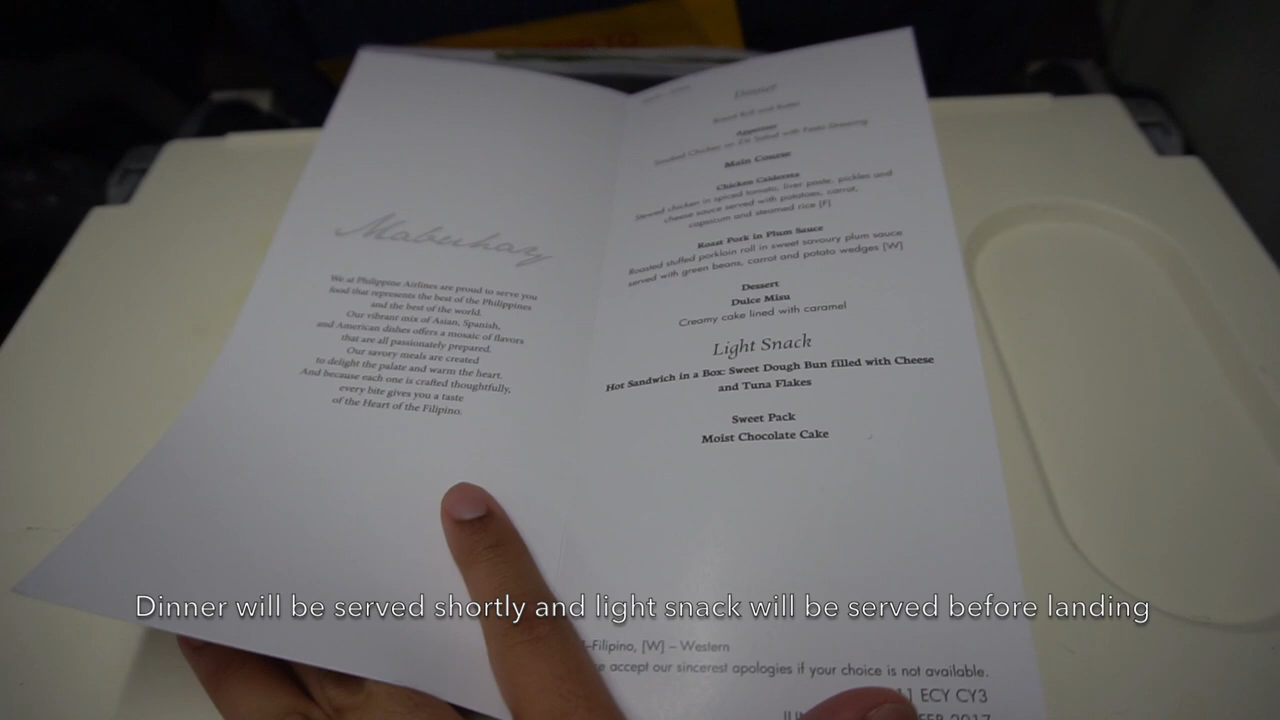 Mabuhay
We at Philippine Airlines are proud to serve you
food that represents the best of the Philippines
and the best of the world.
Our vibrant mix of Asian, Spanish,
and American dishes offers a mosaic of flavors
that are all passionately prepared.
Our savory meals are created
to delight the palate and warm the heart.
And because each one is crafted thoughtfully,
every bite gives you a taste
of the Heart of the Filipino.
Dinner
Bread Roll and Butter
Appetizer
Smoked Chicken on Zig Salad with Pesto Dressing
Main Course
Chicken Caldereta
Stewed chicken in spiced tomato, liver paste, pickles and
cheese sauce served with potatoes, carrot,
capsicum and steamed rice [F]
Roast Pork in Plum Sauce
Roasted stuffed porkloin roll in sweet savoury plum sauce
served with green beans, carrot and potato wedges [W]
Dessert
Dulce Misu
Creamy cake lined with caramel
Light Snack
Hot Sandwich in a Box: Sweet Dough Bun filled with Cheese
and Tuna Flakes
Sweet Pack
Moist Chocolate Cake
Dinner will be served shortly and light snack will be served before landing
–Filipino, [W] – Western
accept our sincerest apologies if your choice is not available.
ECY CY3
2017